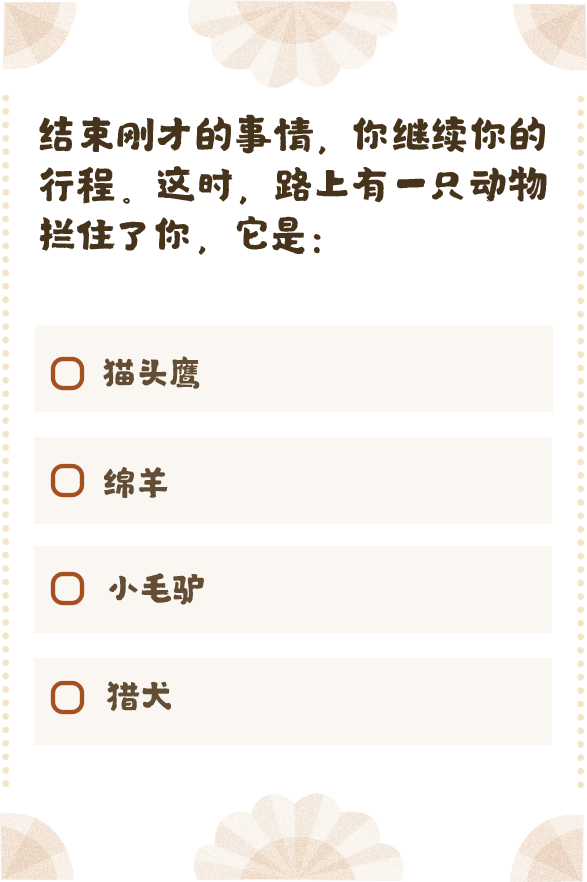 结束刚才的事情，你继续你的
行程。这时，路上有一只动物
拦住了你，它是：
猫头鹰
绵羊
小毛驴
猎犬